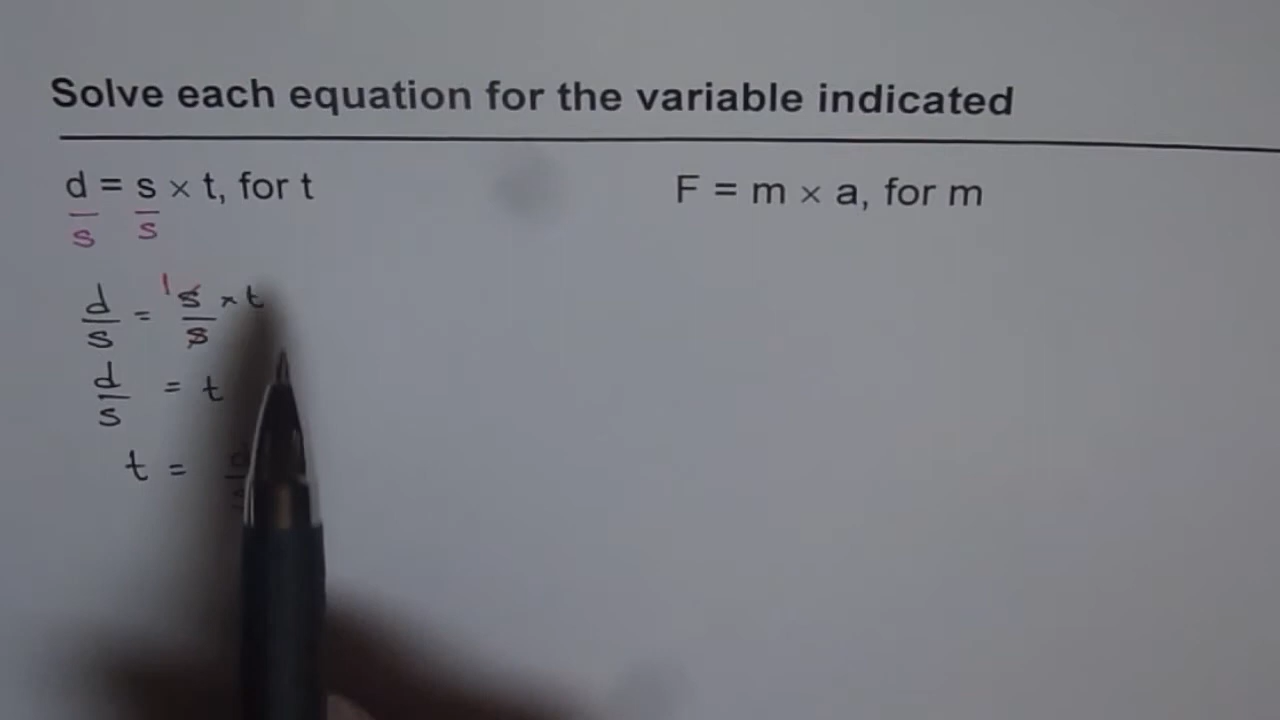 Solve each equation for the variable indicated
d = s × t, for t
s s
F = m × a, for m
d/s = 1 s/s × t
d/s = t
t =